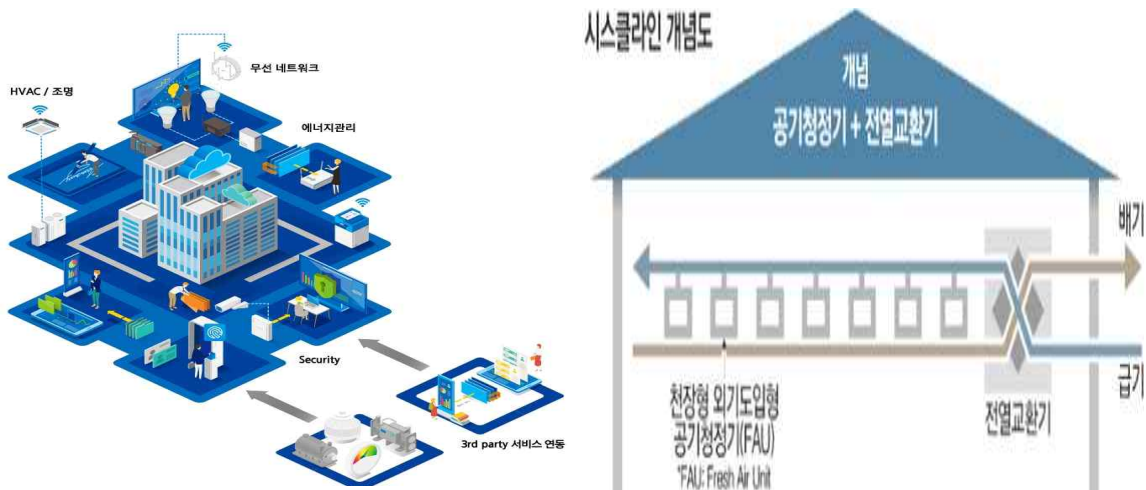 무선 네트워크
HVAC / 조명
에너지관리
Security
3rd party 서비스 연동
시스클라인 개념도
개념
공기청정기 + 전열교환기
배기
급기
천장형 외기도입형
공기청정기(FAU)
*FAU: Fresh Air Unit
전열교환기